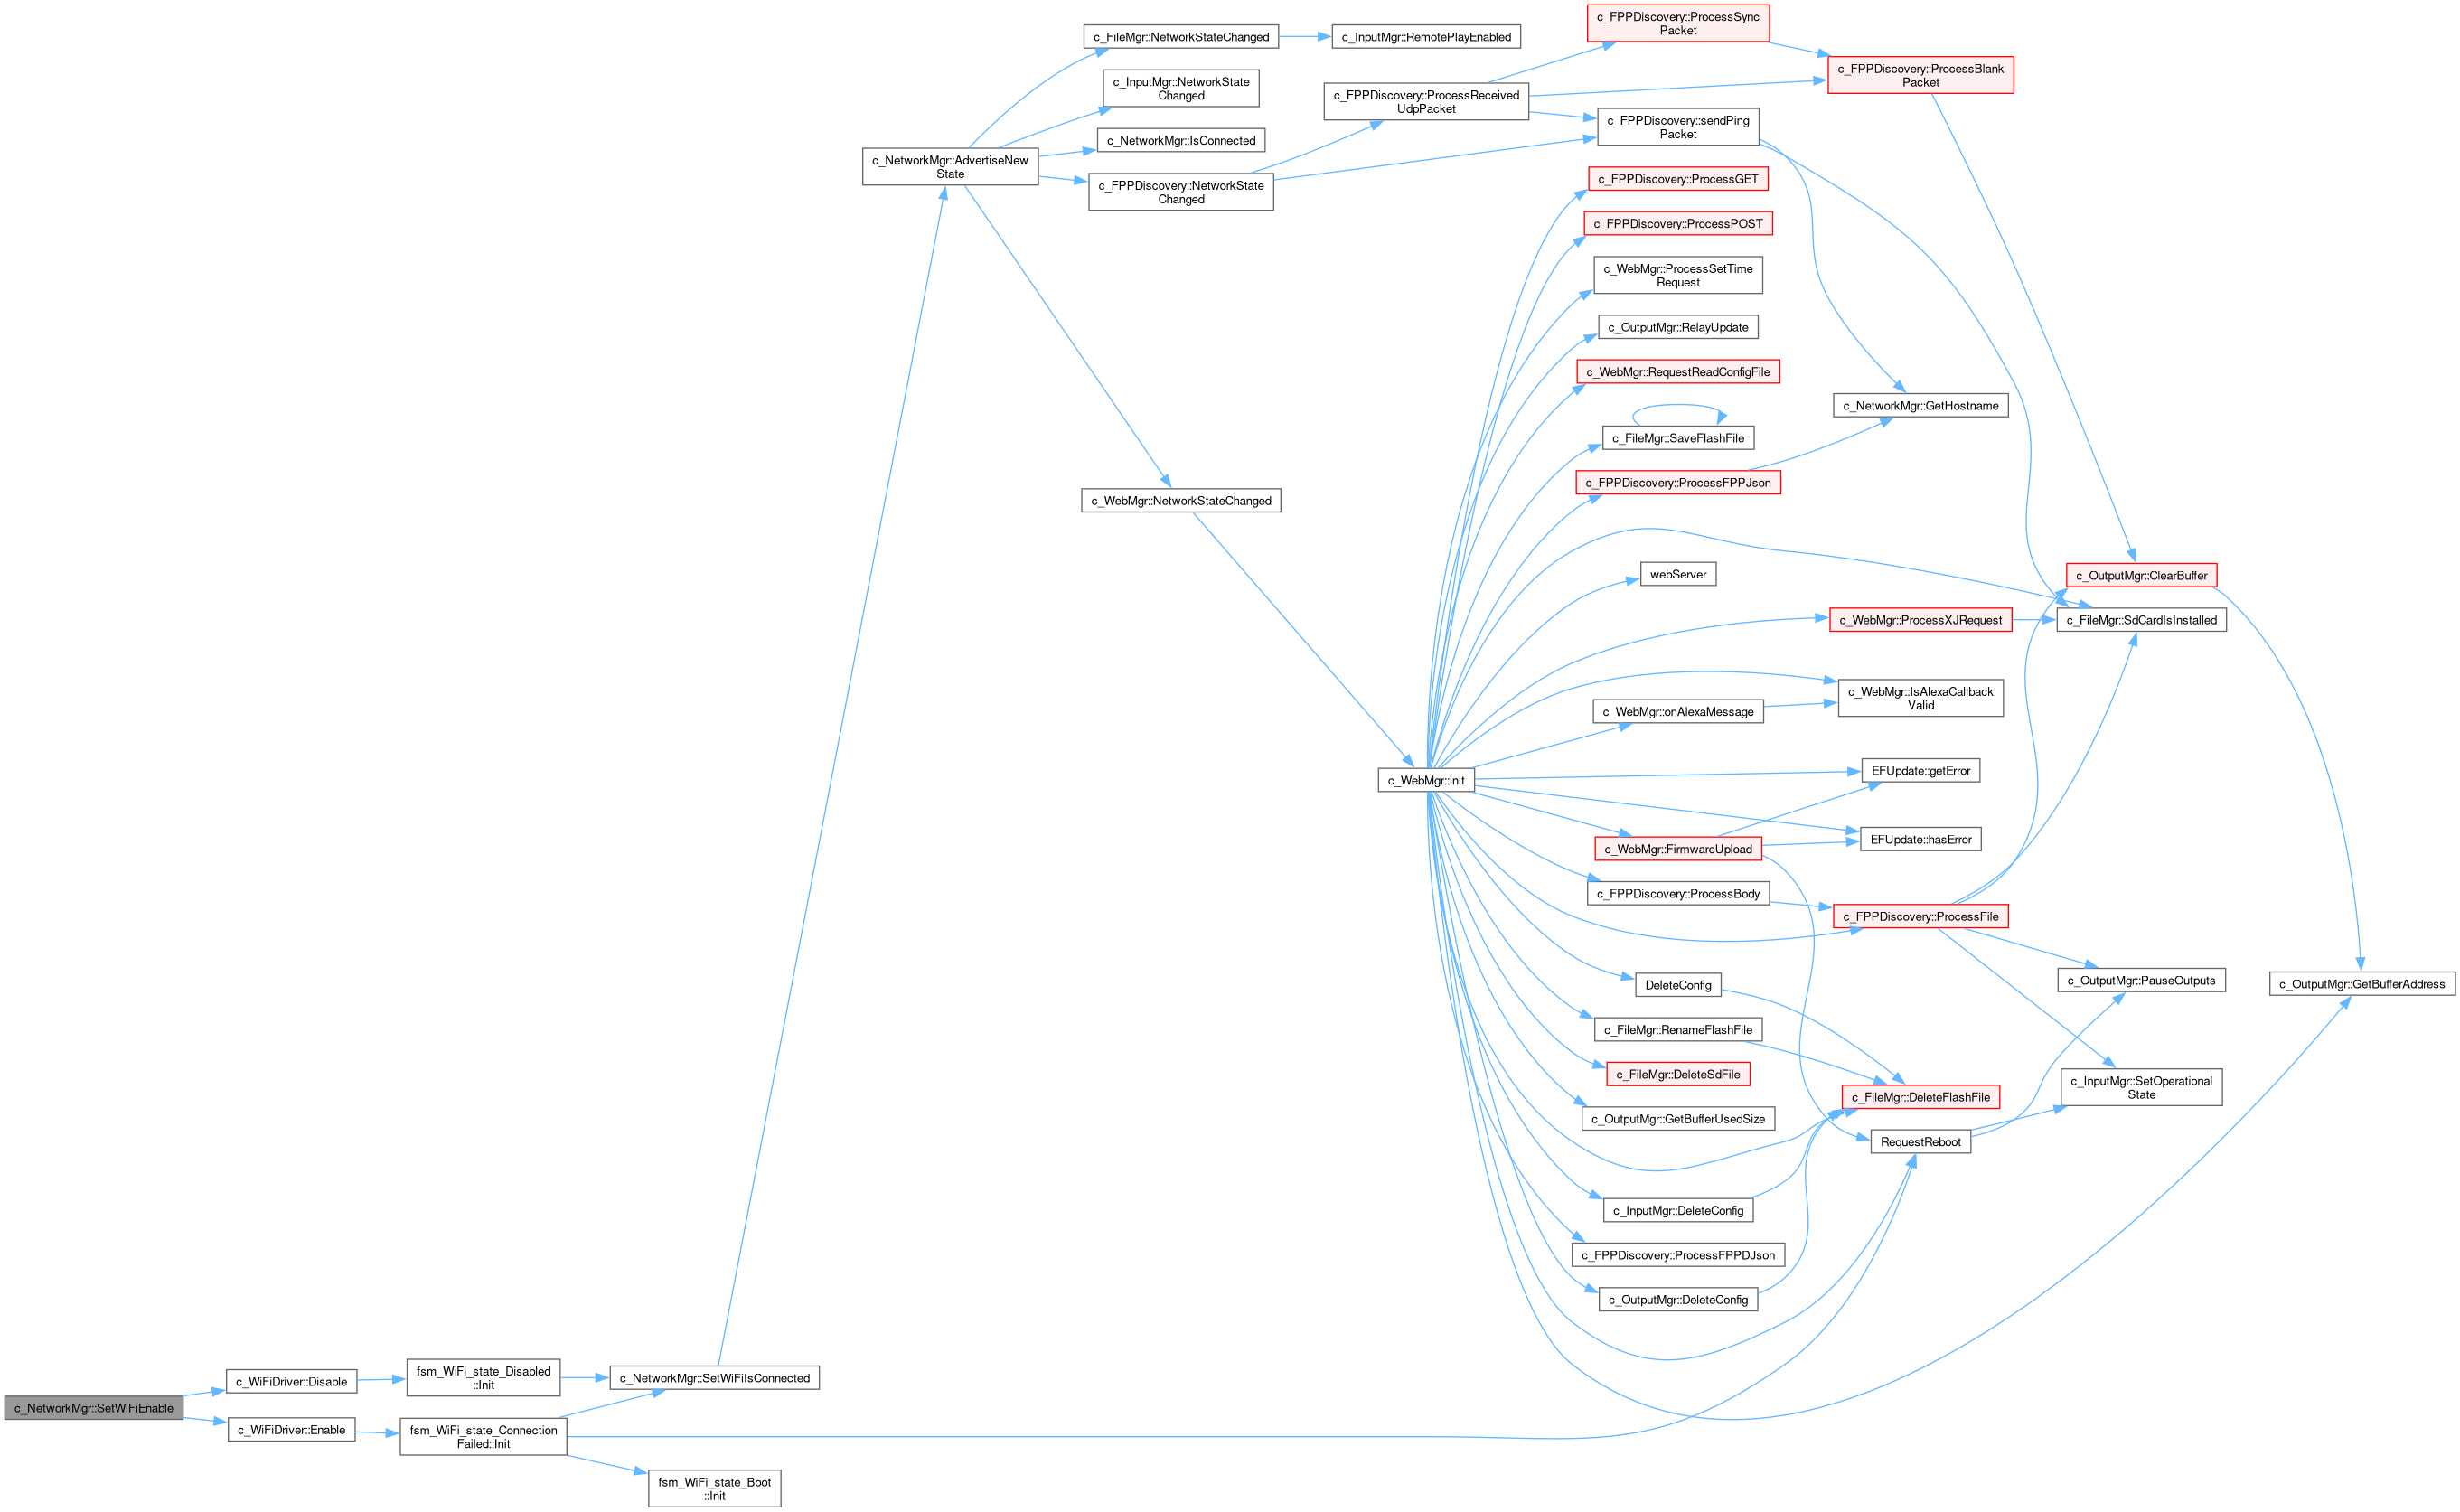 c_NetworkMgr::SetWiFiEnable
c_WiFiDriver::Disable
c_WiFiDriver::Enable
fsm_WiFi_state_Disabled
::Init
fsm_WiFi_state_Connection
Failed::Init
c_NetworkMgr::SetWiFiIsConnected
fsm_WiFi_state_Boot
::Init
c_NetworkMgr::AdvertiseNew
State
c_FileMgr::NetworkStateChanged
c_InputMgr::NetworkState
Changed
c_NetworkMgr::IsConnected
c_FPPDiscovery::NetworkState
Changed
c_WebMgr::NetworkStateChanged
c_InputMgr::RemotePlayEnabled
c_FPPDiscovery::ProcessReceived
UdpPacket
c_WebMgr::init
c_FPPDiscovery::ProcessSync
Packet
c_FPPDiscovery::sendPing
Packet
c_FPPDiscovery::ProcessGET
c_FPPDiscovery::ProcessPOST
c_WebMgr::ProcessSetTime
Request
c_OutputMgr::RelayUpdate
c_WebMgr::RequestReadConfigFile
c_FileMgr::SaveFlashFile
c_FPPDiscovery::ProcessFPPJson
webServer
c_WebMgr::onAlexaMessage
c_WebMgr::FirmwareUpload
c_FPPDiscovery::ProcessBody
DeleteConfig
c_FileMgr::RenameFlashFile
c_FileMgr::DeleteSdFile
c_OutputMgr::GetBufferUsedSize
c_InputMgr::DeleteConfig
c_FPPDiscovery::ProcessFPPDJson
c_OutputMgr::DeleteConfig
c_FPPDiscovery::ProcessBlank
Packet
c_NetworkMgr::GetHostname
c_WebMgr::ProcessXJRequest
c_WebMgr::IsAlexaCallback
Valid
EFUpdate::getError
EFUpdate::hasError
c_FPPDiscovery::ProcessFile
c_FileMgr::DeleteFlashFile
RequestReboot
c_OutputMgr::ClearBuffer
c_FileMgr::SdCardIsInstalled
c_OutputMgr::PauseOutputs
c_InputMgr::SetOperational
State
c_OutputMgr::GetBufferAddress